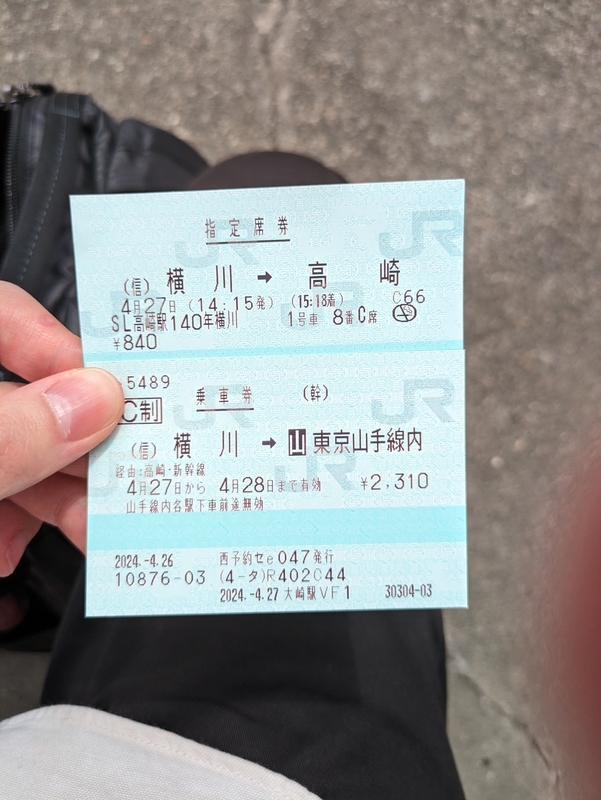 指定席券
(信) 横川 → 高崎
4月27日 (14:15発) (15:18着) C66
SL高崎駅140年横川 1号車 8番C席
¥840
5489
C制 乗車券 (幹)
(信) 横川 → 山 東京山手線内
経由:高崎・新幹線
4月27日から 4月28日まで有効 ¥2,310
山手線内各駅下車前途無効
2024.-4.26 西予約セe047発行
10876-03 (4-タ)R402C44
2024.-4.27 大崎駅VF1 30304-03